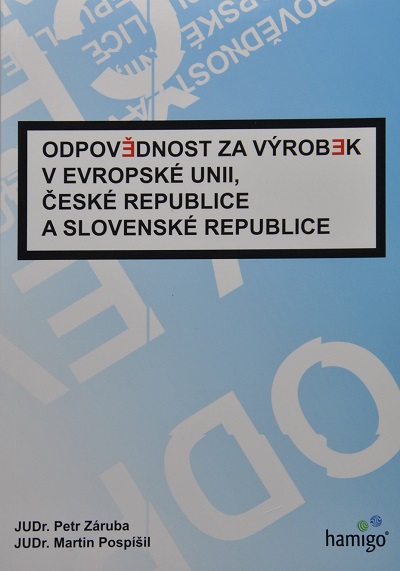 ODPOVĚDNOST ZA VÝROBEK
V EVROPSKÉ UNII,
ČESKÉ REPUBLICE
A SLOVENSKÉ REPUBLICE
JUDr. Petr Záruba
JUDr. Martin Pospíšil
hamigo®